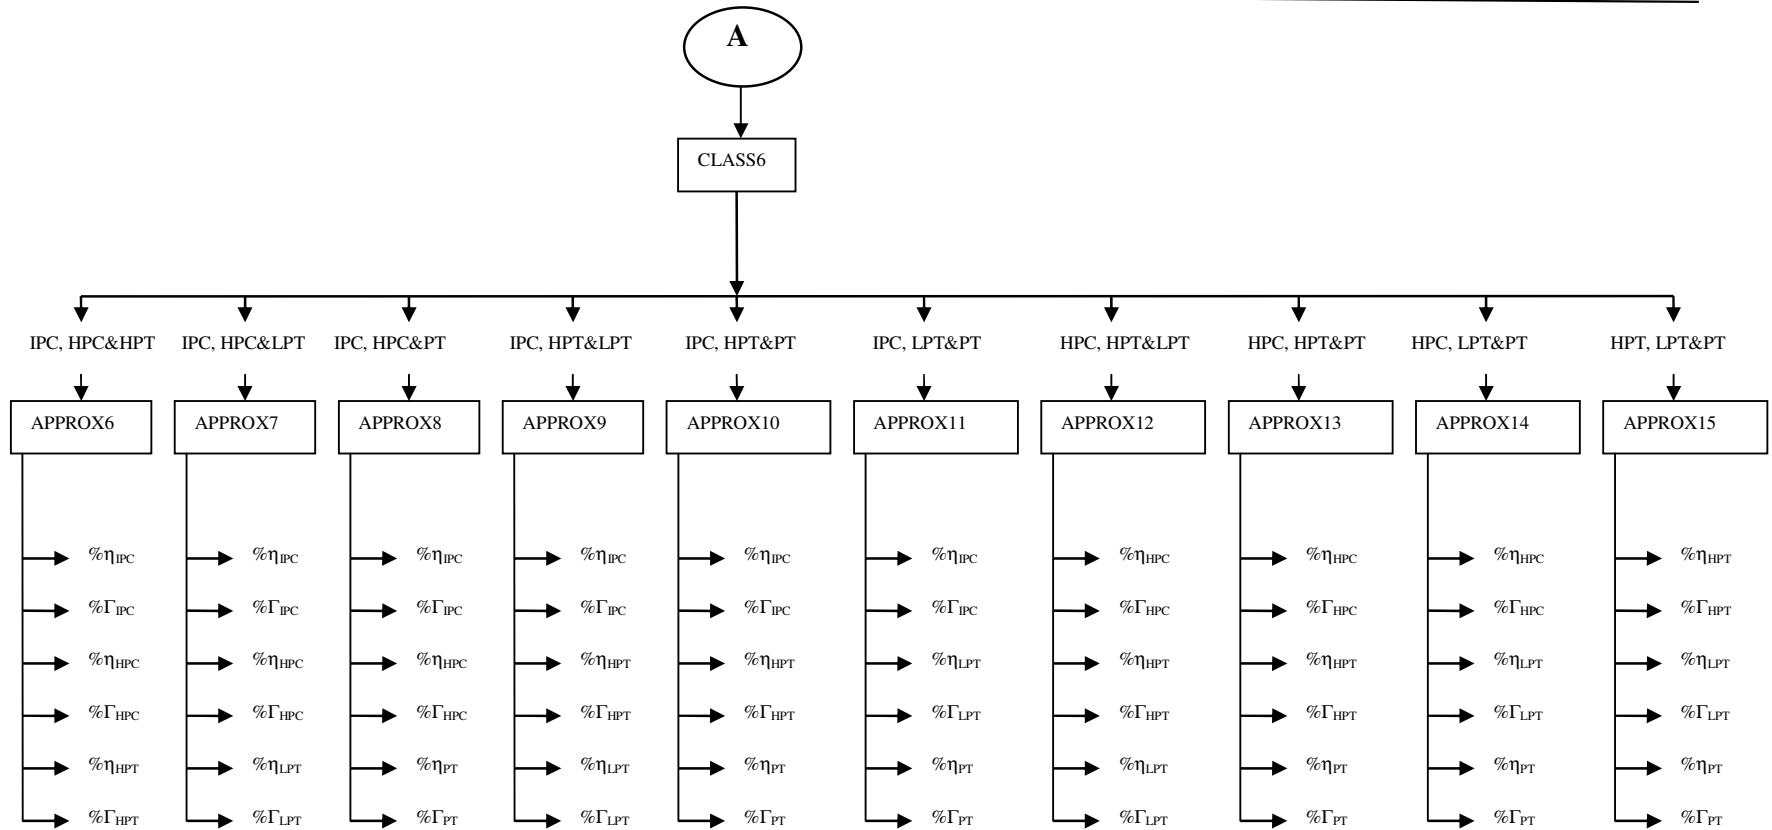 A
CLASS6
IPC, HPC&HPT IPC, HPC&LPT IPC, HPC&PT IPC, HPT&LPT IPC, HPT&PT IPC, LPT&PT HPC, HPT&LPT HPC, HPT&PT HPC, LPT&PT HPT, LPT&PT
APPROX6 APPROX7 APPROX8 APPROX9 APPROX10 APPROX11 APPROX12 APPROX13 APPROX14 APPROX15
%ηIPC %ηIPC %ηIPC %ηIPC %ηIPC %ηIPC %ηHPC %ηHPC %ηHPC %ηHPT
%ΓIPC %ΓIPC %ΓIPC %ΓIPC %ΓIPC %ΓIPC %ΓHPC %ΓHPC %ΓHPC %ΓHPT
%ηHPC %ηHPC %ηHPC %ηHPT %ηHPT %ηLPT %ηHPT %ηHPT %ηLPT %ηLPT
%ΓHPC %ΓHPC %ΓHPC %ΓHPT %ΓHPT %ΓLPT %ΓHPT %ΓHPT %ΓLPT %ΓLPT
%ηHPT %ηLPT %ηPT %ηLPT %ηPT %ηPT %ηLPT %ηPT %ηPT %ηPT
%ΓHPT %ΓLPT %ΓPT %ΓLPT %ΓPT %ΓPT %ΓLPT %ΓPT %ΓPT %ΓPT